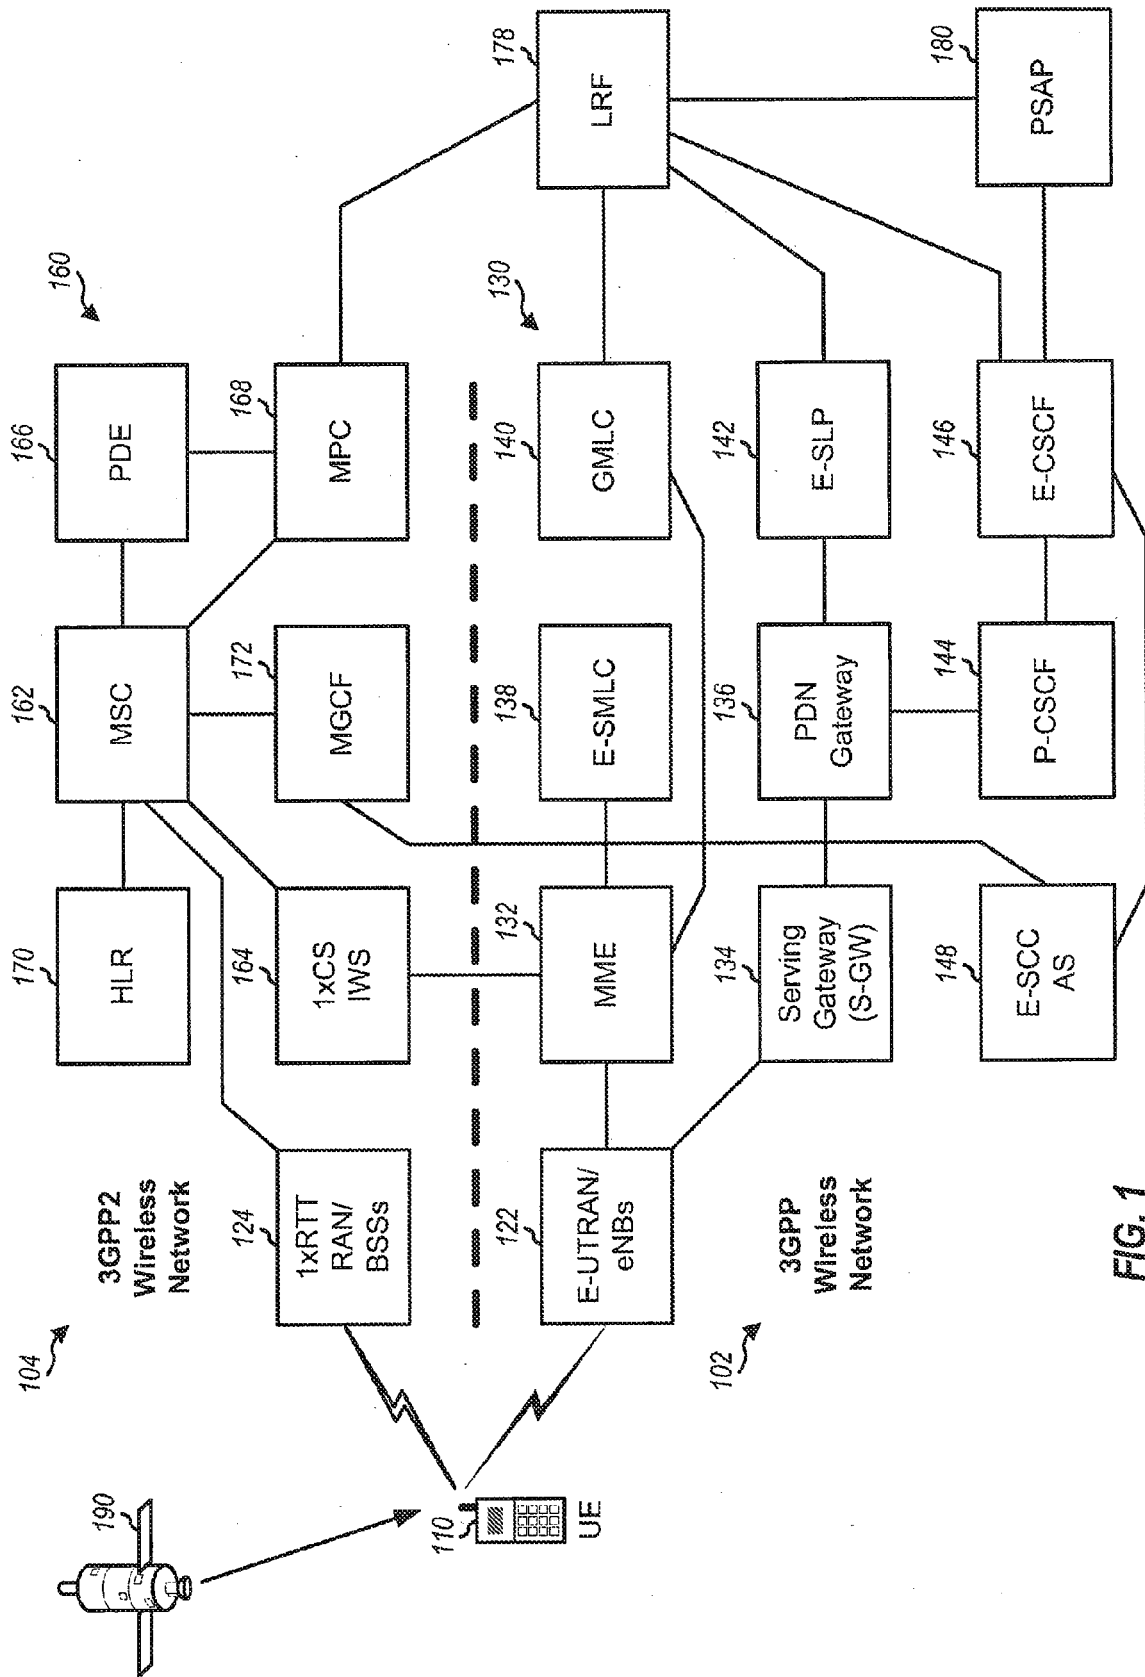 104
3GPP2
Wireless
Network
160
190
170
HLR
162
MSC
166
PDE
124
1xRTT
RAN/
BSSs
164
1xCS
IWS
172
MGCF
168
MPC
110
UE
122
E-UTRAN/
eNBs
132
MME
138
E-SMLC
140
GMLC
130
178
LRF
102
3GPP
Wireless
Network
134
Serving
Gateway
(S-GW)
136
PDN
Gateway
142
E-SLP
148
E-SCC
AS
144
P-CSCF
146
E-CSCF
180
PSAP
FIG. 1